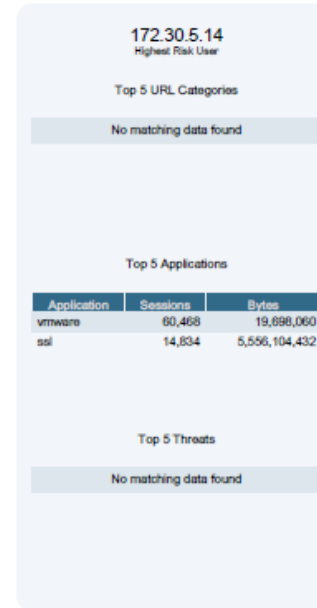 172.30.5.14
Highest Risk User
Top 5 URL Categories
No matching data found
Top 5 Applications
Application Sessions Bytes
vmware 60,468 19,698,060
ssl 14,834 5,556,104,432
Top 5 Threats
No matching data found